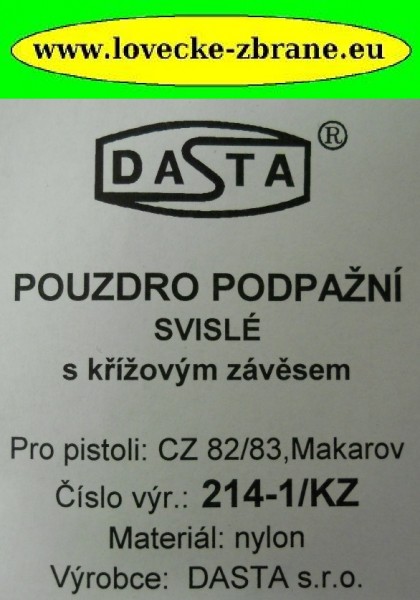 www.lovecke-zbrane.eu
DASTA ®
POUZDRO PODPAŽNÍ
SVISLÉ
s křížovým závěsem
Pro pistoli: CZ 82/83,Makarov
Číslo výr.: 214-1/KZ
Materiál: nylon
Výrobce: DASTA s.r.o.